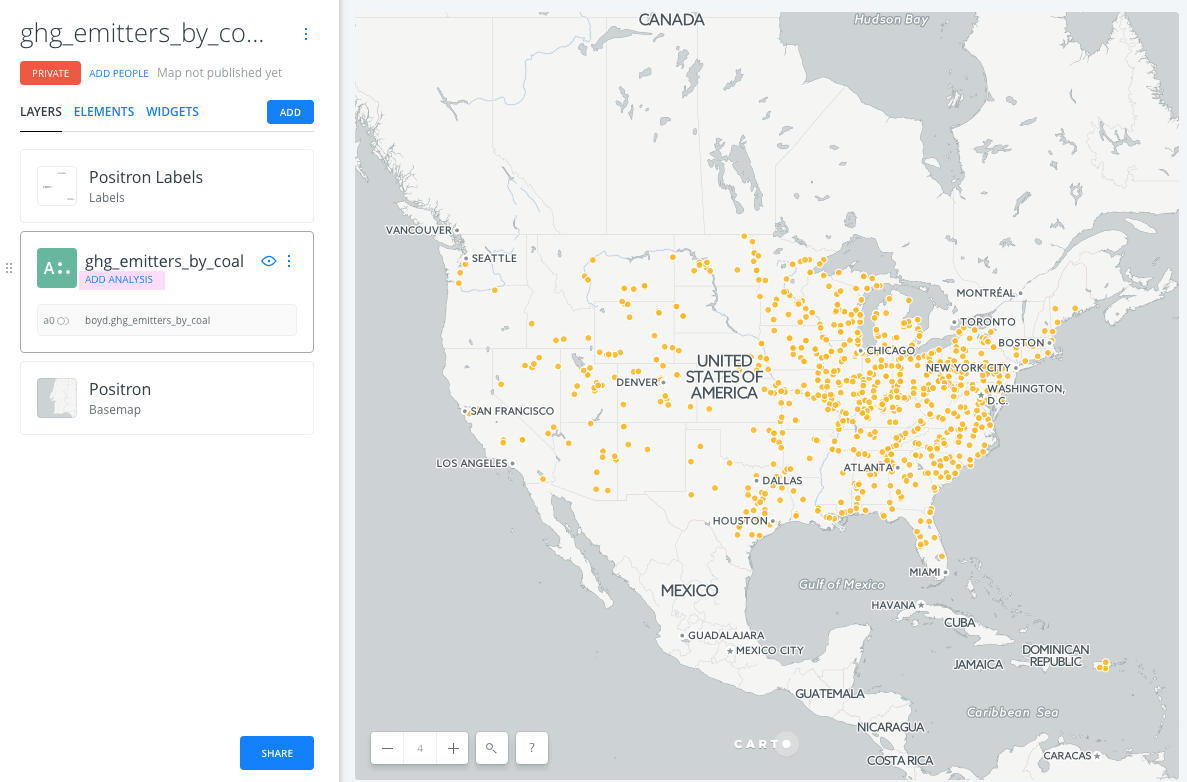 ghg_emitters_by_co...
PRIVATE ADD PEOPLE Map not published yet
LAYERS ELEMENTS WIDGETS ADD
Positron Labels
Labels
A
ghg_emitters_by_coal
ADD ANALYSIS
a0 boyd.ghg_emitters_by_coal
Positron
Basemap
SHARE
CANADA
Hudson Bay
VANCOUVER
SEATTLE
MONTRÉAL
TORONTO
BOSTON
CHICAGO
UNITED
STATES OF
AMERICA
NEW YORK CITY
DENVER
WASHINGTON,
D.C.
SAN FRANCISCO
LOS ANGELES
ATLANTA
DALLAS
HOUSTON
MIAMI
Gulf of Mexico
MEXICO
HAVANA
CUBA
GUADALAJARA
MEXICO CITY
DOMINICAN
REPUBLIC
JAMAICA
GUATEMALA
Caribbean Sea
NICARAGUA
CARTO
CARACAS
COSTA RICA
4
?